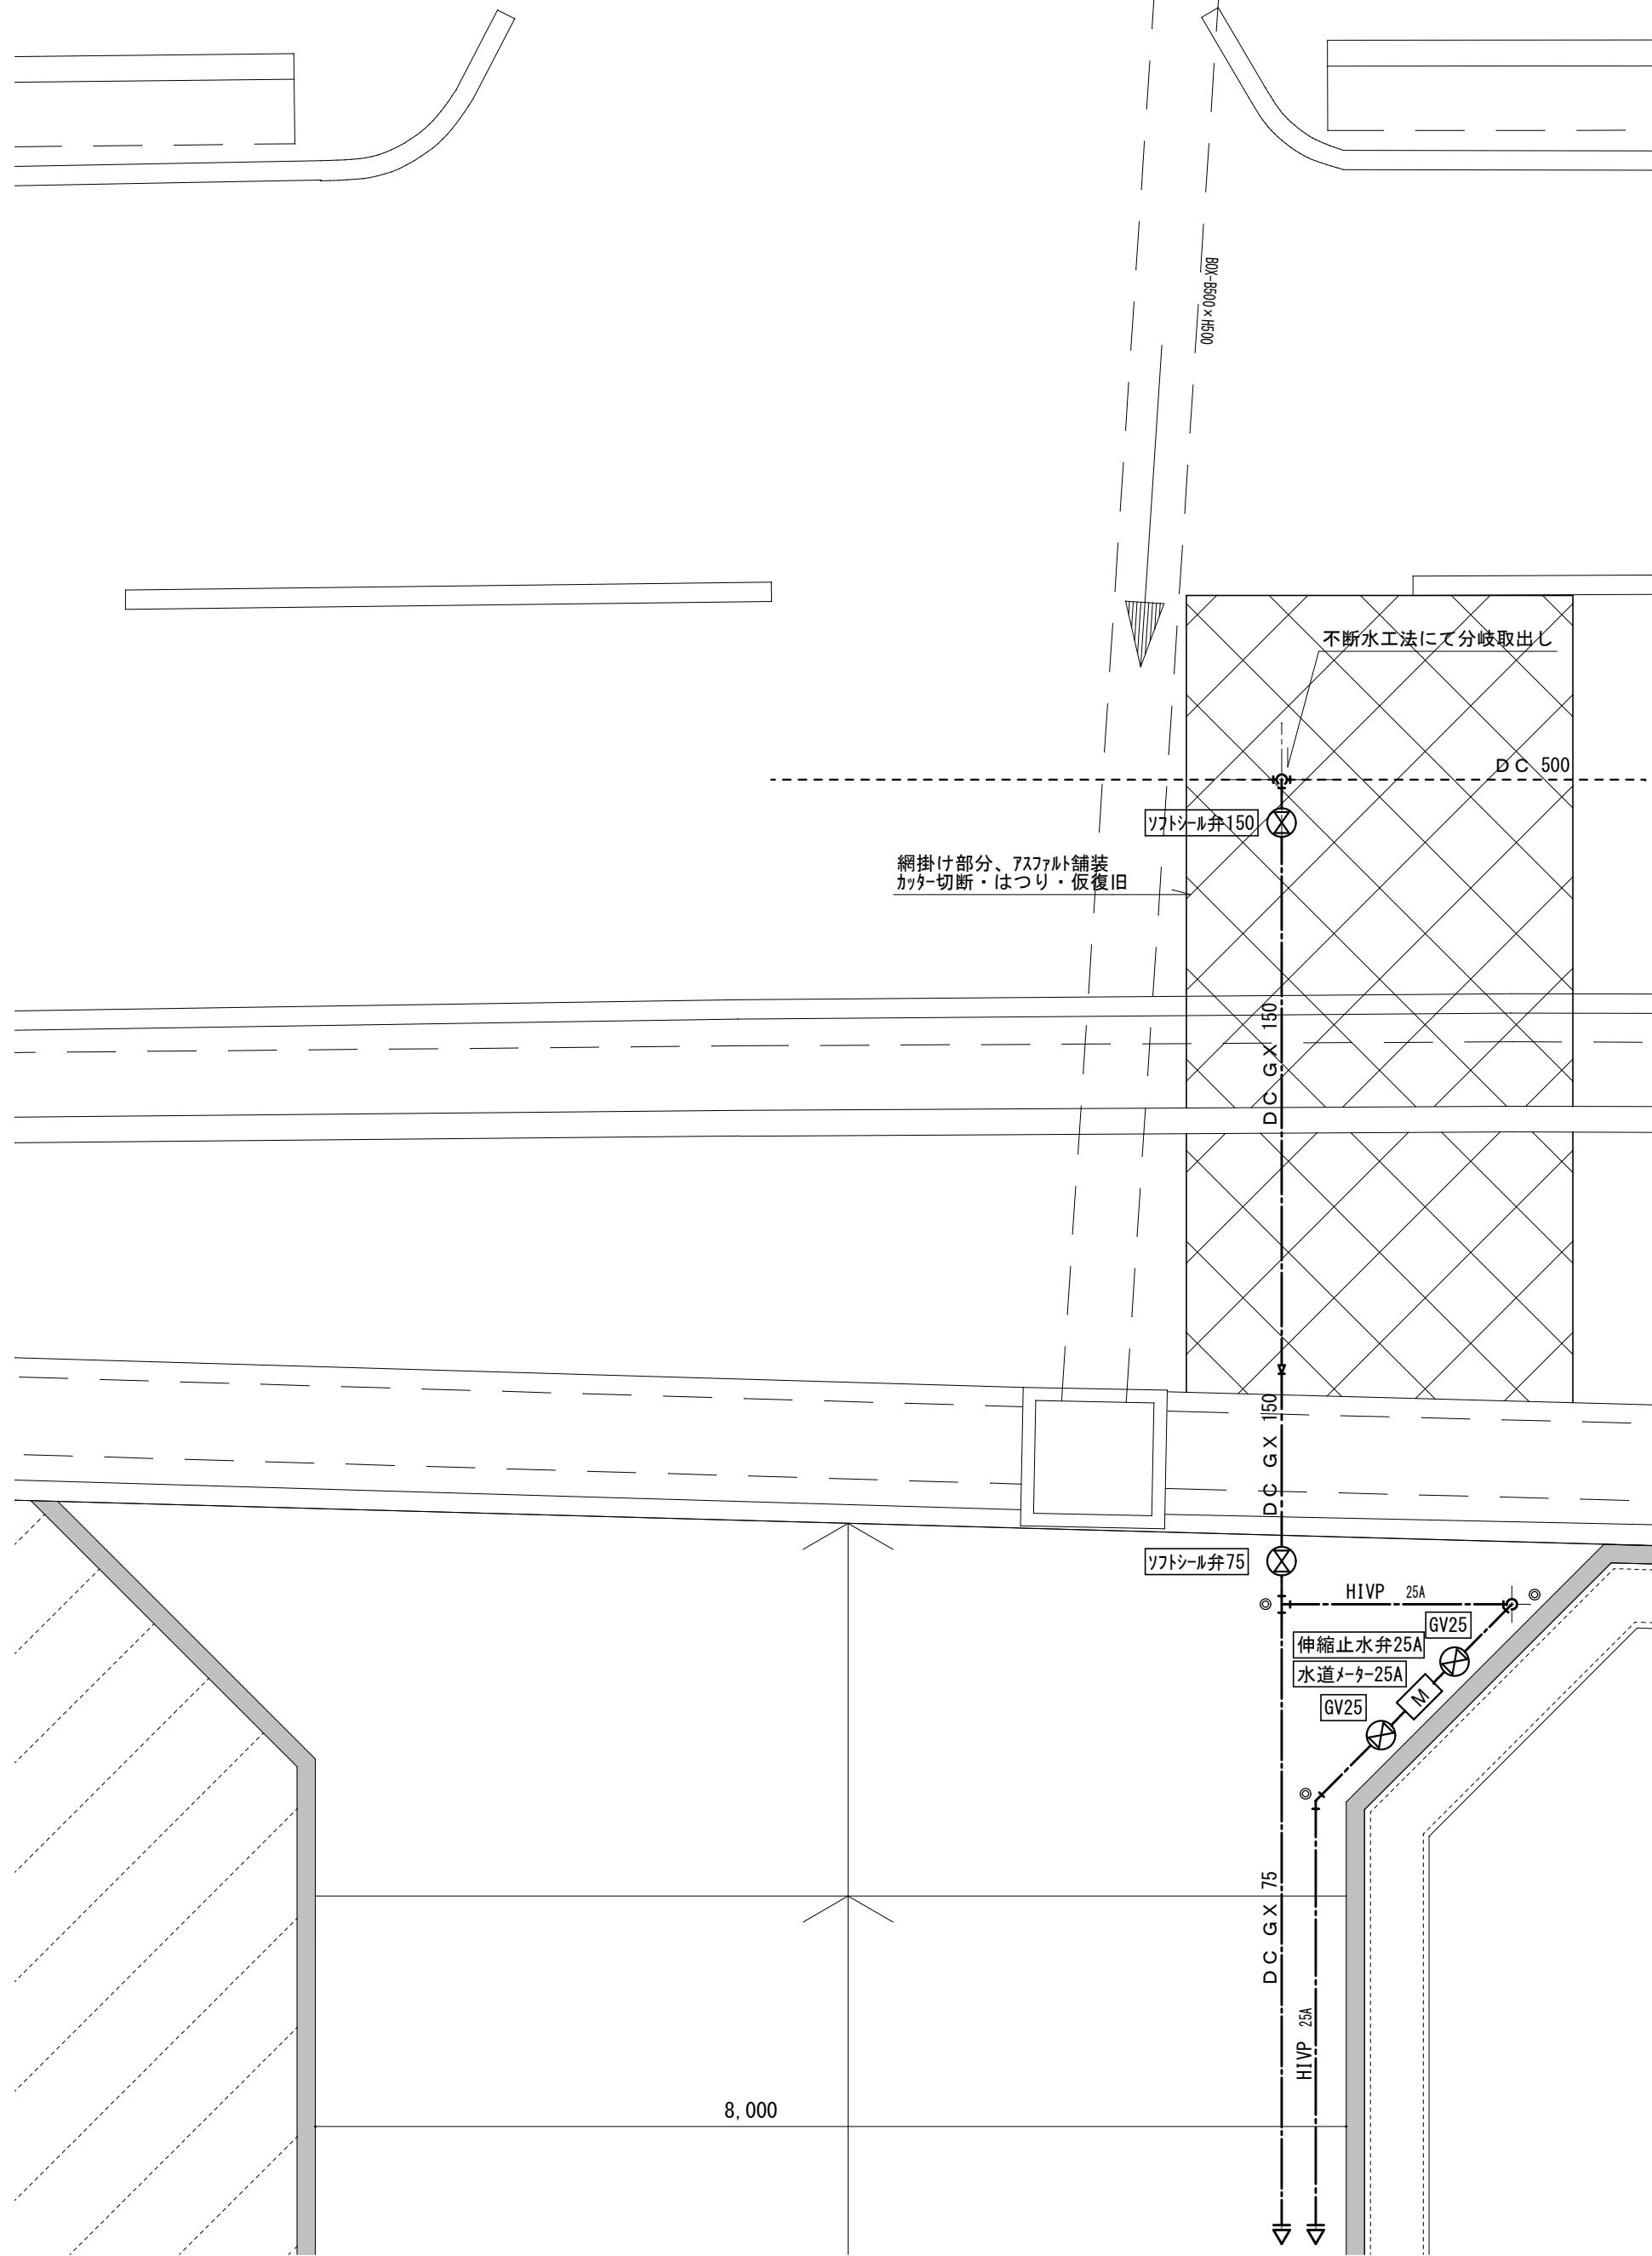 BOX-B500×H500
不断水工法にて分岐取出し
DC 500
ソフトシール弁150
網掛け部分、アスファルト舗装
カッター切断・はつり・仮復旧
DC GX 150
DC GX 150
ソフトシール弁75
HIVP 25A
GV25
伸縮止水弁25A
水道メーター25A
M
GV25
DC GX 75
HIVP 25A
8,000